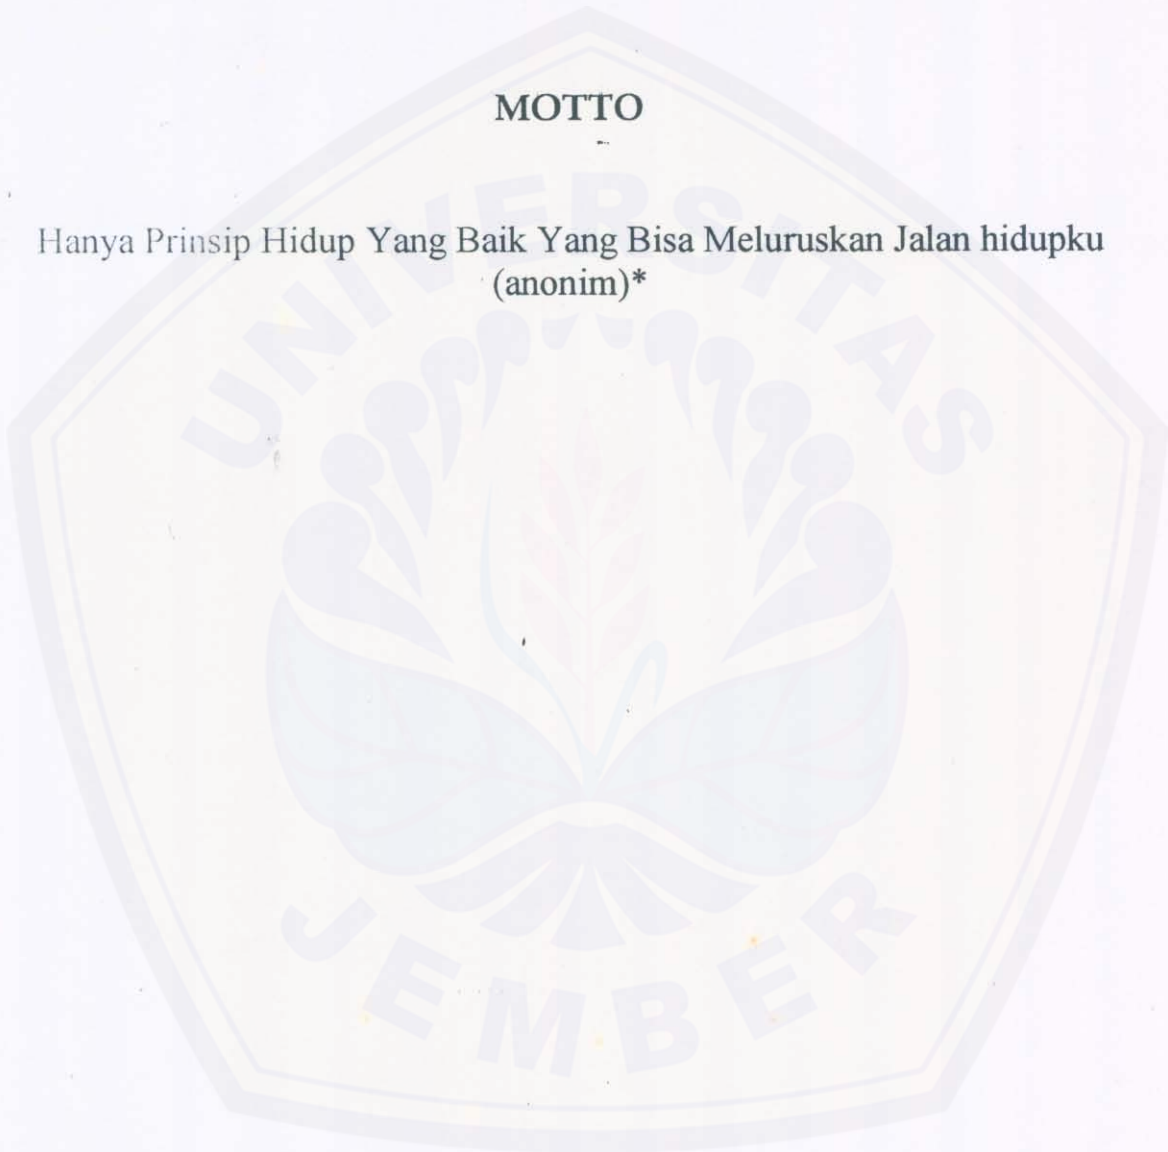 MOTTO
Hanya Prinsip Hidup Yang Baik Yang Bisa Meluruskan Jalan hidupku
(anonim)*
UNIVERSITAS
JEMBER